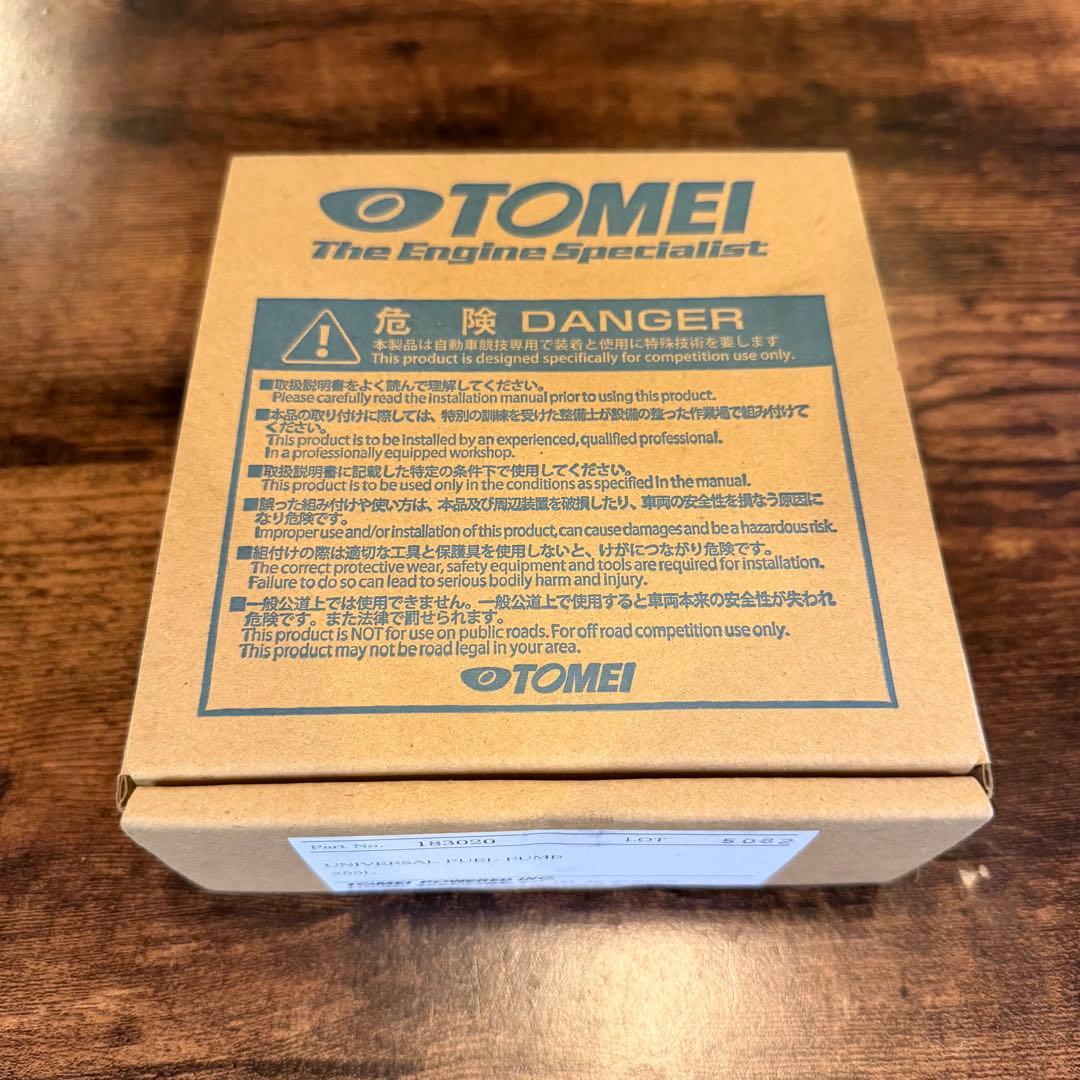 TOMEI
The Engine Specialist
危 険 DANGER
本製品は自動車競技専用で装着と使用に特殊技術を要します
This product is designed specifically for competition use only.
■取扱説明書をよく読んで理解してください。
Please carefully read the installation manual prior to using this product.
■本品の取り付けに際しては、特別の訓練を受けた整備士が設備の整った作業場で組み付けて
ください。
This product is to be installed by an experienced, qualified professional.
In a professionally equipped workshop.
■取扱説明書に記載した特定の条件下で使用してください。
This product is to be used only in the conditions as specified in the manual.
■誤った組み付けや使い方は、本品及び周辺装置を破損したり、車両の安全性を損なう原因に
なり危険です。
Improper use and/or installation of this product, can cause damages and be a hazardous risk.
■組付けの際は適切な工具と保護具を使用しないと、けがにつながり危険です。
The correct protective wear, safety equipment and tools are required for installation.
Failure to do so can lead to serious bodily harm and injury.
■一般公道上では使用できません。一般公道上で使用すると車両本来の安全性が失われ
危険です。また法律で罰せられます。
This product is NOT for use on public roads. For off road competition use only.
This product may not be road legal in your area.
TOMEI
Part No. 183020 LOT 5082
UNIVERSAL FUEL PUMP
255L
TOMEI POWERED INC.